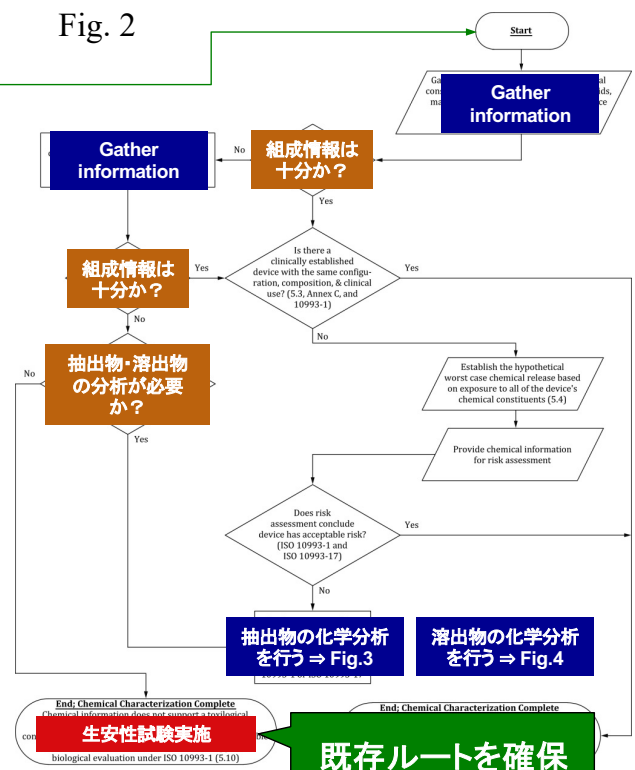 Fig. 2
Start
Gather
information
Gather
information
No
組成情報は
十分か？
Yes
組成情報は
十分か？
Yes
Is there a
clinically established
device with the same configu-
ration, composition, & clinical
use? (5.3, Annex C, and
10993-1)
Yes
No
No
抽出物・溶出物
の分析が必要
か？
No
Yes
Establish the hypothetical
worst case chemical release based
on exposure to all of the device's
chemical constituents (5.4)
Provide chemical information
for risk assessment
Does risk
assessment conclude
device has acceptable risk?
(ISO 10993-1 and
ISO 10993-17)
Yes
No
抽出物の化学分析
を行う⇒Fig.3
溶出物の化学分析
を行う⇒Fig.4
End; Chemical Characterization Complete
Chemical information does not support a toxilogical
生安性試験実施
biological evaluation under ISO 10993-1 (5.10)
End; Chemical Characterization Complete
既存ルートを確保